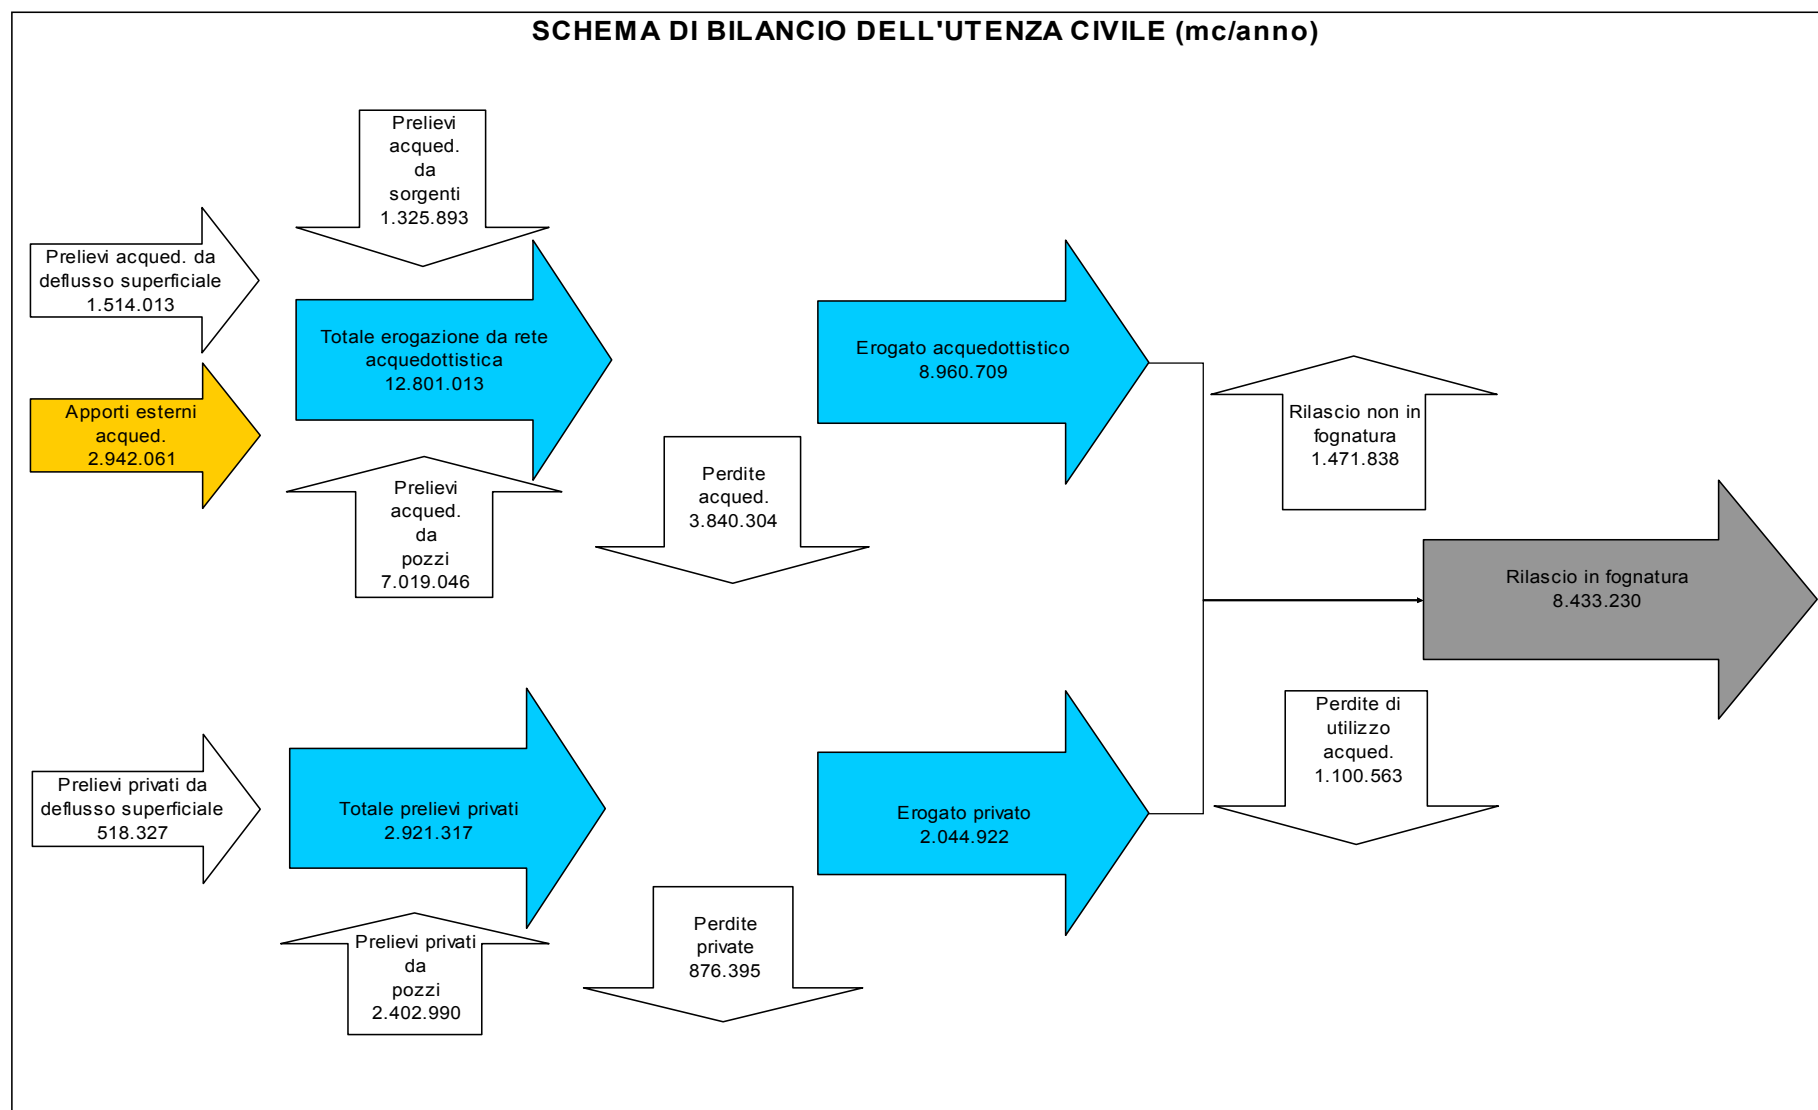 SCHEMA DI BILANCIO DELL'UTENZA CIVILE (mc/anno)
Prelievi
acqued.
da
sorgenti
1.325.893
Prelievi acqued. da
deflusso superficiale
1.514.013
Totale erogazione da rete
acquedottistica
12.801.013
Erogato acquedottistico
8.960.709
Apporti esterni
acqued.
2.942.061
Rilascio non in
fognatura
1.471.838
Prelievi
acqued.
da
pozzi
7.019.046
Perdite
acqued.
3.840.304
Rilascio in fognatura
8.433.230
Perdite di
utilizzo
acqued.
1.100.563
Prelievi privati da
deflusso superficiale
518.327
Totale prelievi privati
2.921.317
Erogato privato
2.044.922
Prelievi privati
da
pozzi
2.402.990
Perdite
private
876.395